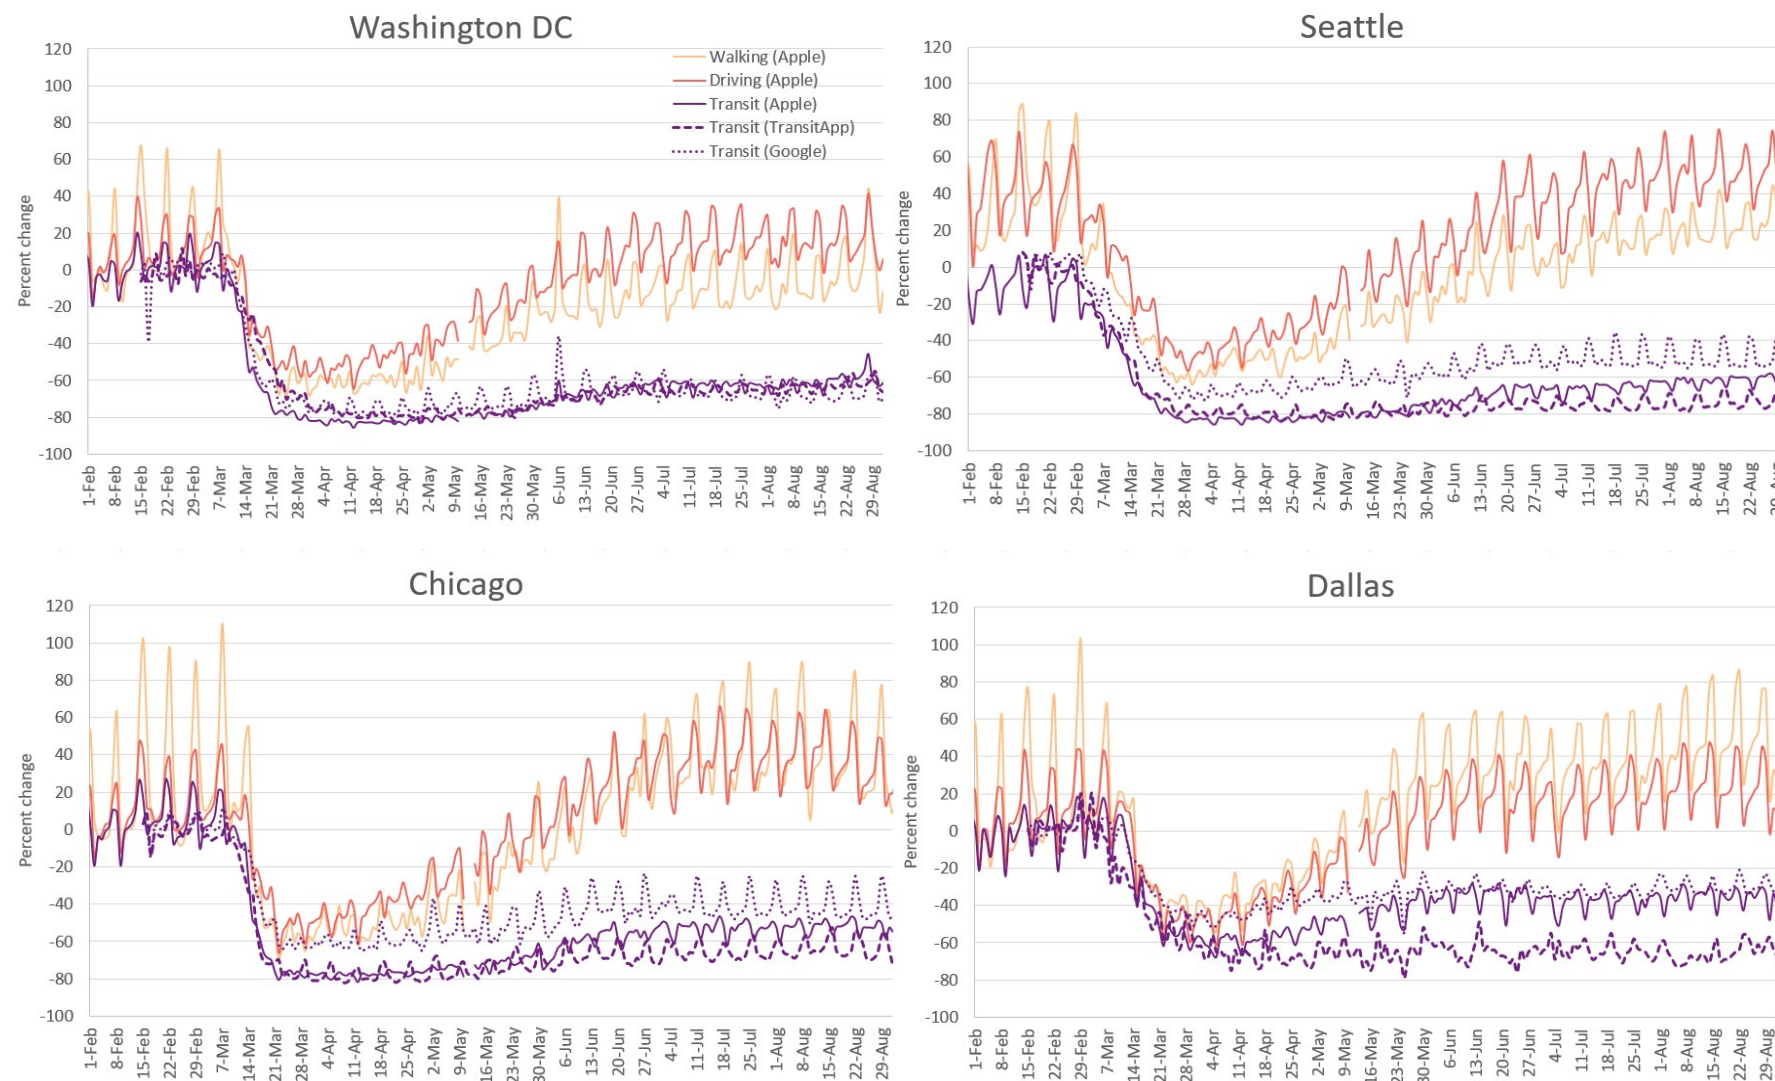 Washington DC
120
100
80
60
40
20
0
-20
-40
-60
-80
-100
Percent change
Walking (Apple)
Driving (Apple)
Transit (Apple)
Transit (TransitApp)
Transit (Google)
1-Feb
8-Feb
15-Feb
22-Feb
29-Feb
7-Mar
14-Mar
21-Mar
28-Mar
4-Apr
11-Apr
18-Apr
25-Apr
2-May
9-May
16-May
23-May
30-May
6-Jun
13-Jun
20-Jun
27-Jun
4-Jul
11-Jul
18-Jul
25-Jul
1-Aug
8-Aug
15-Aug
22-Aug
29-Aug
Seattle
120
100
80
60
40
20
0
-20
-40
-60
-80
-100
Percent change
1-Feb
8-Feb
15-Feb
22-Feb
29-Feb
7-Mar
14-Mar
21-Mar
28-Mar
4-Apr
11-Apr
18-Apr
25-Apr
2-May
9-May
16-May
23-May
30-May
6-Jun
13-Jun
20-Jun
27-Jun
4-Jul
11-Jul
18-Jul
25-Jul
1-Aug
8-Aug
15-Aug
22-Aug
Chicago
120
100
80
60
40
20
0
-20
-40
-60
-80
-100
Percent change
1-Feb
8-Feb
15-Feb
22-Feb
29-Feb
7-Mar
14-Mar
21-Mar
28-Mar
4-Apr
11-Apr
18-Apr
25-Apr
2-May
9-May
16-May
23-May
30-May
6-Jun
13-Jun
20-Jun
27-Jun
4-Jul
11-Jul
18-Jul
25-Jul
1-Aug
8-Aug
15-Aug
22-Aug
29-Aug
Dallas
120
100
80
60
40
20
0
-20
-40
-60
-80
-100
Percent change
1-Feb
8-Feb
15-Feb
22-Feb
29-Feb
7-Mar
14-Mar
21-Mar
28-Mar
4-Apr
11-Apr
18-Apr
25-Apr
2-May
9-May
16-May
23-May
30-May
6-Jun
13-Jun
20-Jun
27-Jun
4-Jul
11-Jul
18-Jul
25-Jul
1-Aug
8-Aug
15-Aug
22-Aug
29-Aug